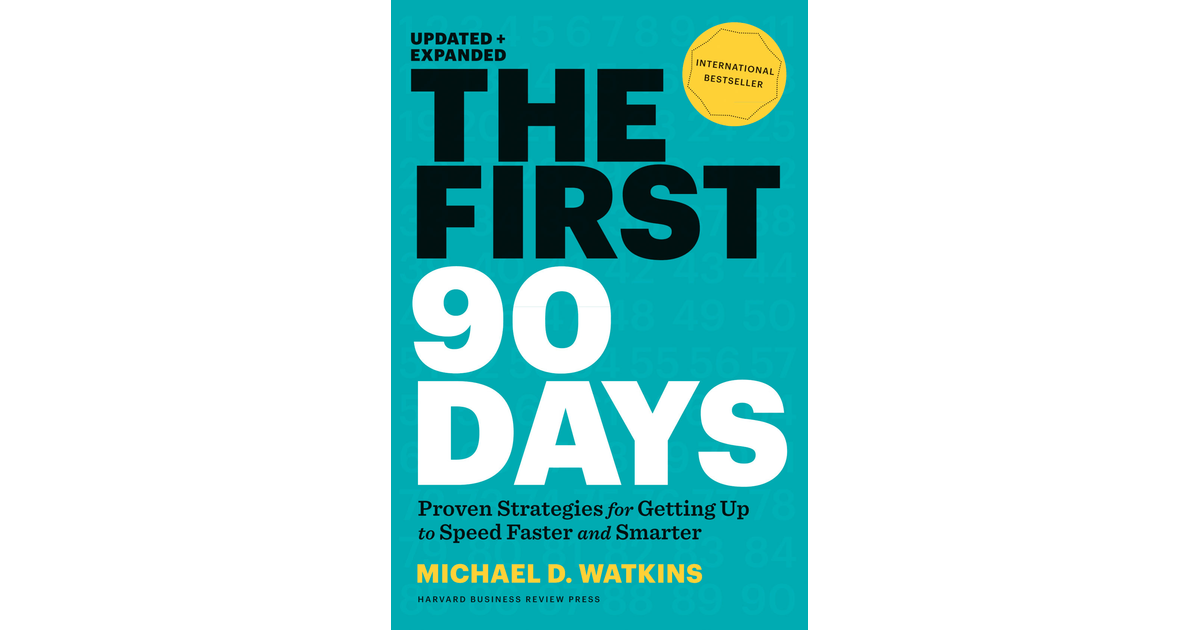 UPDATED +
EXPANDED
INTERNATIONAL
BESTSELLER
THE
FIRST
90
DAYS
Proven Strategies for Getting Up
to Speed Faster and Smarter
MICHAEL D. WATKINS
HARVARD BUSINESS REVIEW PRESS